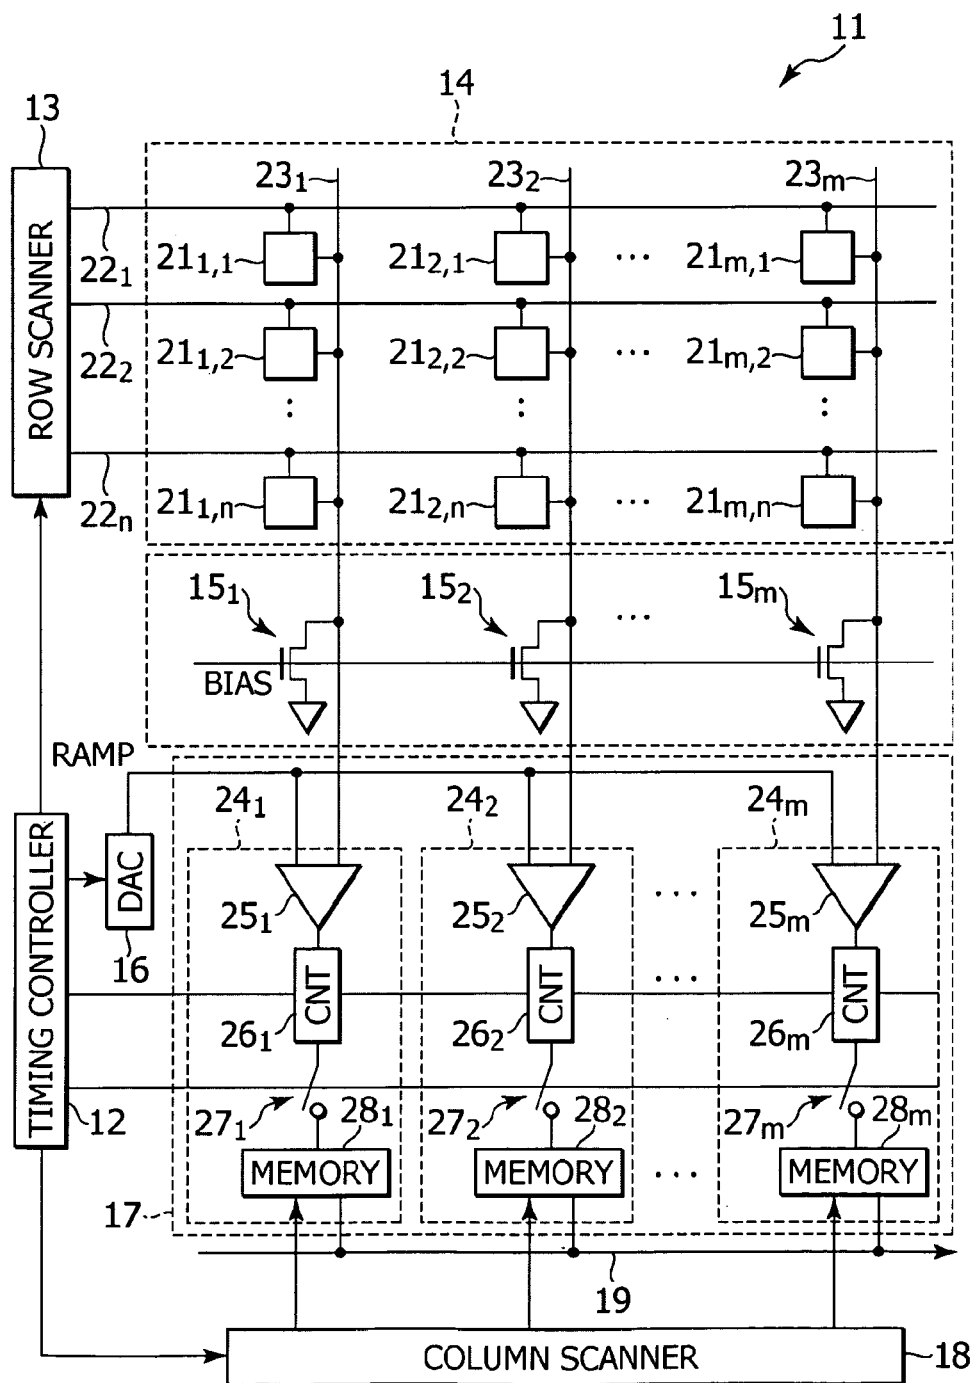 11
14
13
23₁ 23₂ 23ₘ
ROW SCANNER
22₁ 21₁,₁ 21₂,₁ ... 21ₘ,₁
22₂ 21₁,₂ 21₂,₂ ... 21ₘ,₂
22ₙ 21₁,ₙ 21₂,ₙ ... 21ₘ,ₙ
15₁ 15₂ ... 15ₘ
BIAS
RAMP
24₁ 24₂ 24ₘ
TIMING CONTROLLER
DAC
16
25₁ 25₂ ... 25ₘ
CNT CNT ... CNT
26₁ 26₂ 26ₘ
12
27₁ 28₁ 27₂ 28₂ 27ₘ 28ₘ
MEMORY MEMORY ... MEMORY
17
19
COLUMN SCANNER 18